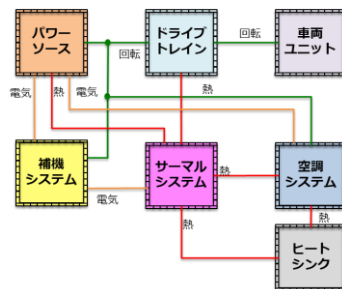 パワー
ソース
ドライブ
トレイン
車両
ユニット
回転
回転
電気
熱
電気
熱
補機
システム
サーマル
システム
空調
システム
電気
熱
熱
熱
ヒート
シンク